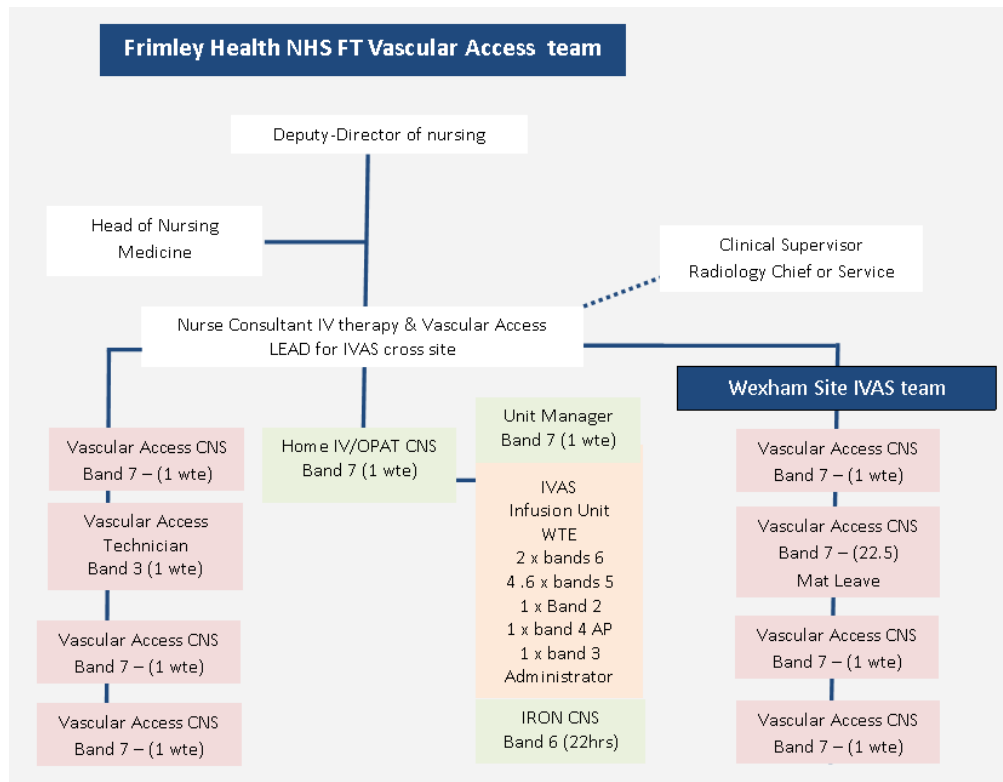 Frimley Health NHS FT Vascular Access team
Deputy-Director of nursing
Head of Nursing
Medicine
Clinical Supervisor
Radiology Chief or Service
Nurse Consultant IV therapy & Vascular Access
LEAD for IVAS cross site
Vascular Access CNS
Band 7 – (1 wte)
Vascular Access
Technician
Band 3 (1 wte)
Vascular Access CNS
Band 7 – (1 wte)
Vascular Access CNS
Band 7 – (1 wte)
Home IV/OPAT CNS
Band 7 (1 wte)
Unit Manager
Band 7 (1 wte)
IVAS
Infusion Unit
WTE
2 x bands 6
4 .6 x bands 5
1 x Band 2
1 x band 4 AP
1 x band 3
Administrator
IRON CNS
Band 6 (22hrs)
Wexham Site IVAS team
Vascular Access CNS
Band 7 – (1 wte)
Vascular Access CNS
Band 7 – (22.5)
Mat Leave
Vascular Access CNS
Band 7 – (1 wte)
Vascular Access CNS
Band 7 – (1 wte)